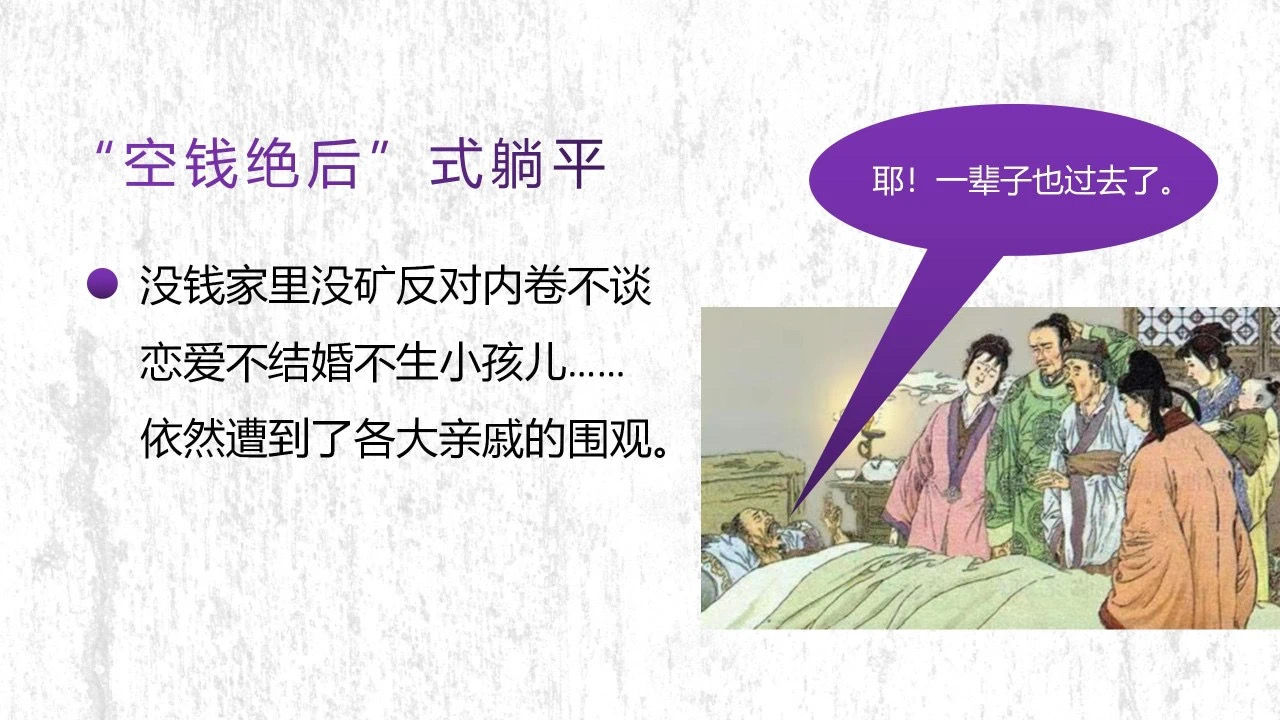 “空钱绝后”式躺平
耶！一辈子也过去了。
没钱家里没矿反对内卷不谈
恋爱不结婚不生小孩儿……
依然遭到了各大亲戚的围观。